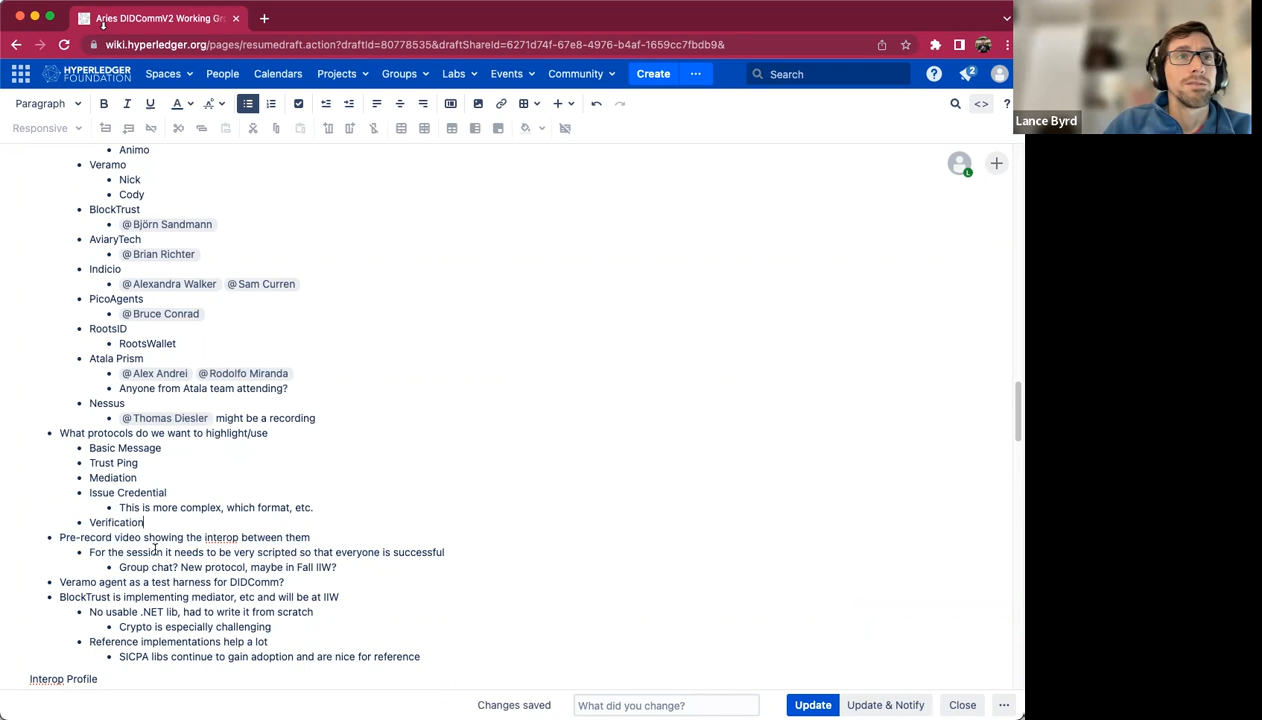 Aries DIDCommV2 Working Gr
wiki.hyperledger.org/pages/resumedraft.action?draftId=80778535&draftShareId=6271d74f-67e8-4976-b4af-1659cc7fbdb9&
HYPERLEDGER FOUNDATION Spaces People Calendars Projects Groups Labs Events Community Create ... Search 2
Paragraph B I U A <> ?
Responsive
Lance Byrd
Animo
Veramo
Nick
Cody
BlockTrust
@Björn Sandmann
AviaryTech
@Brian Richter
Indicio
@Alexandra Walker @Sam Curren
PicoAgents
@Bruce Conrad
RootsID
RootsWallet
Atala Prism
@Alex Andrei @Rodolfo Miranda
Anyone from Atala team attending?
Nessus
@Thomas Diesler might be a recording
What protocols do we want to highlight/use
Basic Message
Trust Ping
Mediation
Issue Credential
This is more complex, which format, etc.
Verification
Pre-record video showing the interop between them
For the session it needs to be very scripted so that everyone is successful
Group chat? New protocol, maybe in Fall IIW?
Veramo agent as a test harness for DIDComm?
BlockTrust is implementing mediator, etc and will be at IIW
No usable .NET lib, had to write it from scratch
Crypto is especially challenging
Reference implementations help a lot
SICPA libs continue to gain adoption and are nice for reference
Interop Profile
Changes saved What did you change? Update Update & Notify Close ...